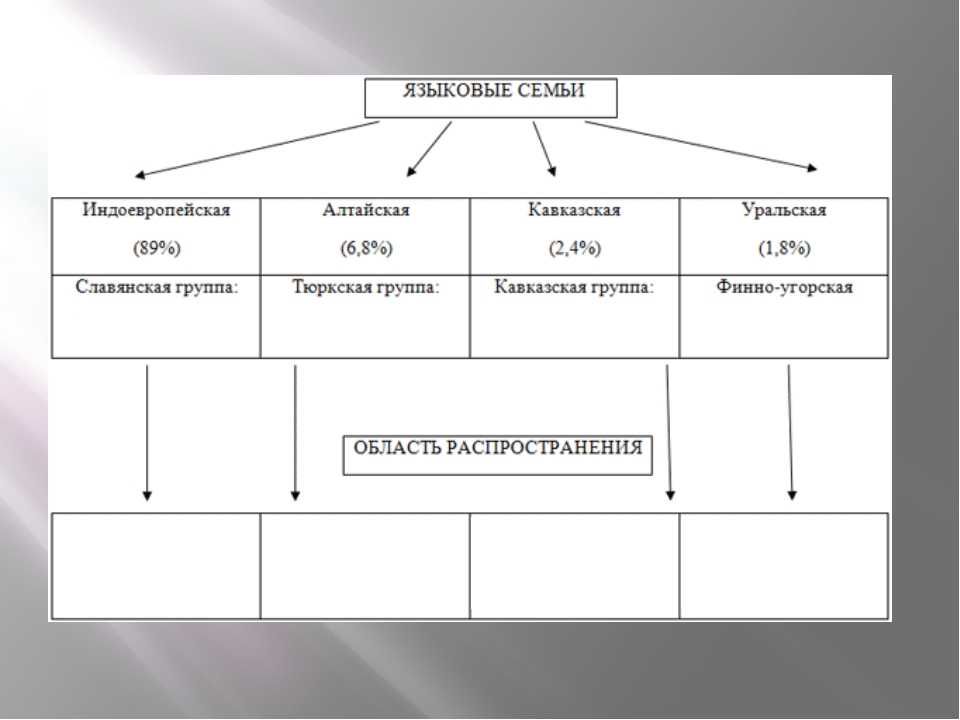 ЯЗЫКОВЫЕ СЕМЬИ
Индоевропейская
(89%)
Алтайская
(6,8%)
Кавказская
(2,4%)
Уральская
(1,8%)
Славянская группа:
Тюркская группа:
Кавказская группа:
Финно-угорская
ОБЛАСТЬ РАСПРОСТРАНЕНИЯ